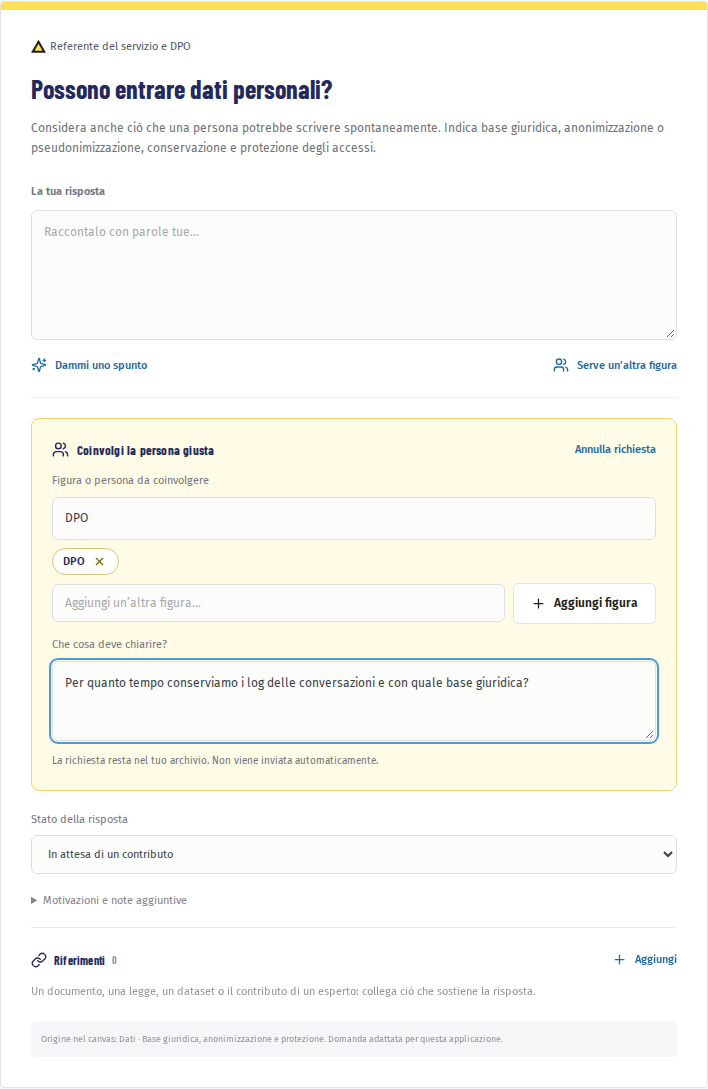 Referente del servizio e DPO
Possono entrare dati personali?
Considera anche ciò che una persona potrebbe scrivere spontaneamente. Indica base giuridica, anonimizzazione o
pseudonimizzazione, conservazione e protezione degli accessi.
La tua risposta
Raccontalo con parole tue...
Dammi uno spunto
Serve un'altra figura
Coinvolgi la persona giusta
Annulla richiesta
Figura o persona da coinvolgere
DPO
DPO
Aggiungi un'altra figura...
Aggiungi figura
Che cosa deve chiarire?
Per quanto tempo conserviamo i log delle conversazioni e con quale base giuridica?
La richiesta resta nel tuo archivio. Non viene inviata automaticamente.
Stato della risposta
In attesa di un contributo
Motivazioni e note aggiuntive
Riferimenti 0
Aggiungi
Un documento, una legge, un dataset o il contributo di un esperto: collega ciò che sostiene la risposta.
Origine nel canvas: Dati · Base giuridica, anonimizzazione e protezione. Domanda adattata per questa applicazione.